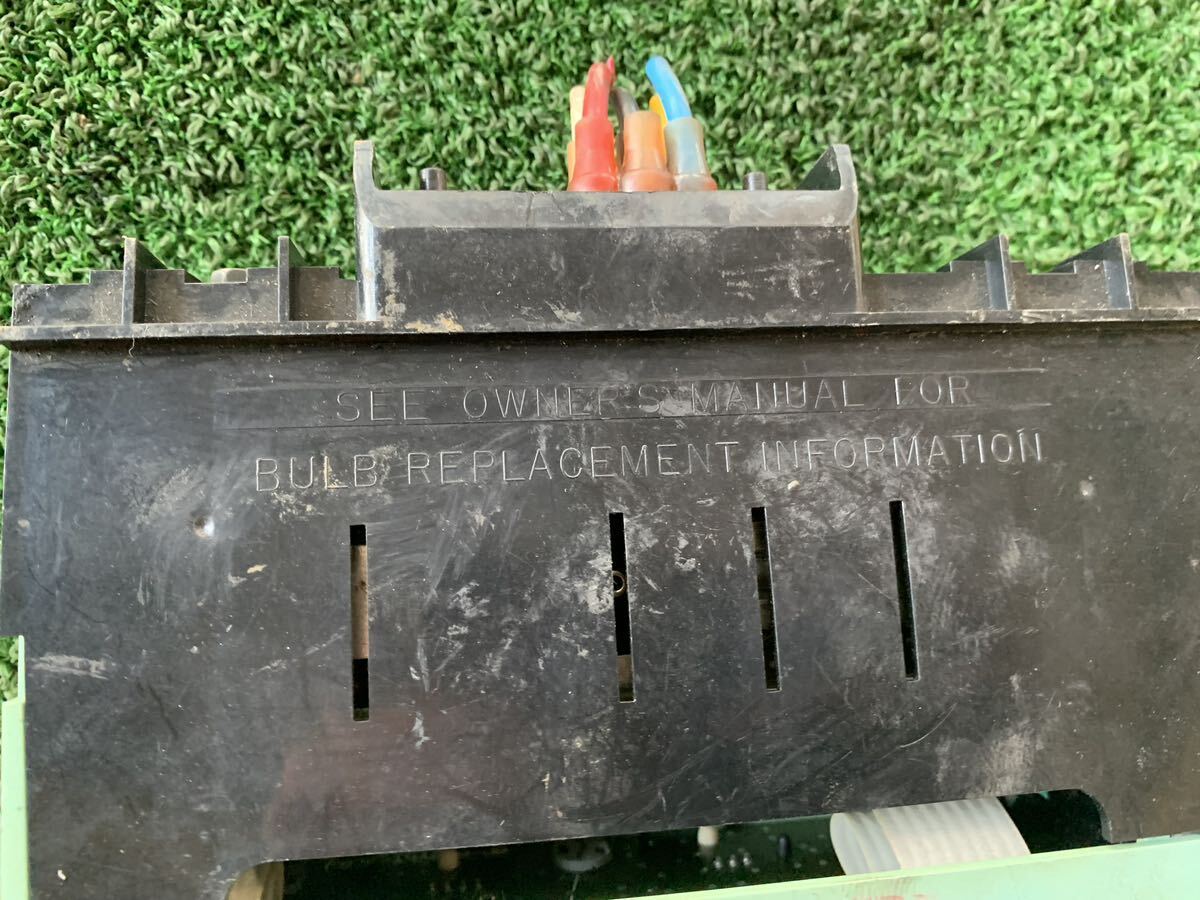 SEE OWNER'S MANUAL FOR
BULB REPLACEMENT INFORMATION